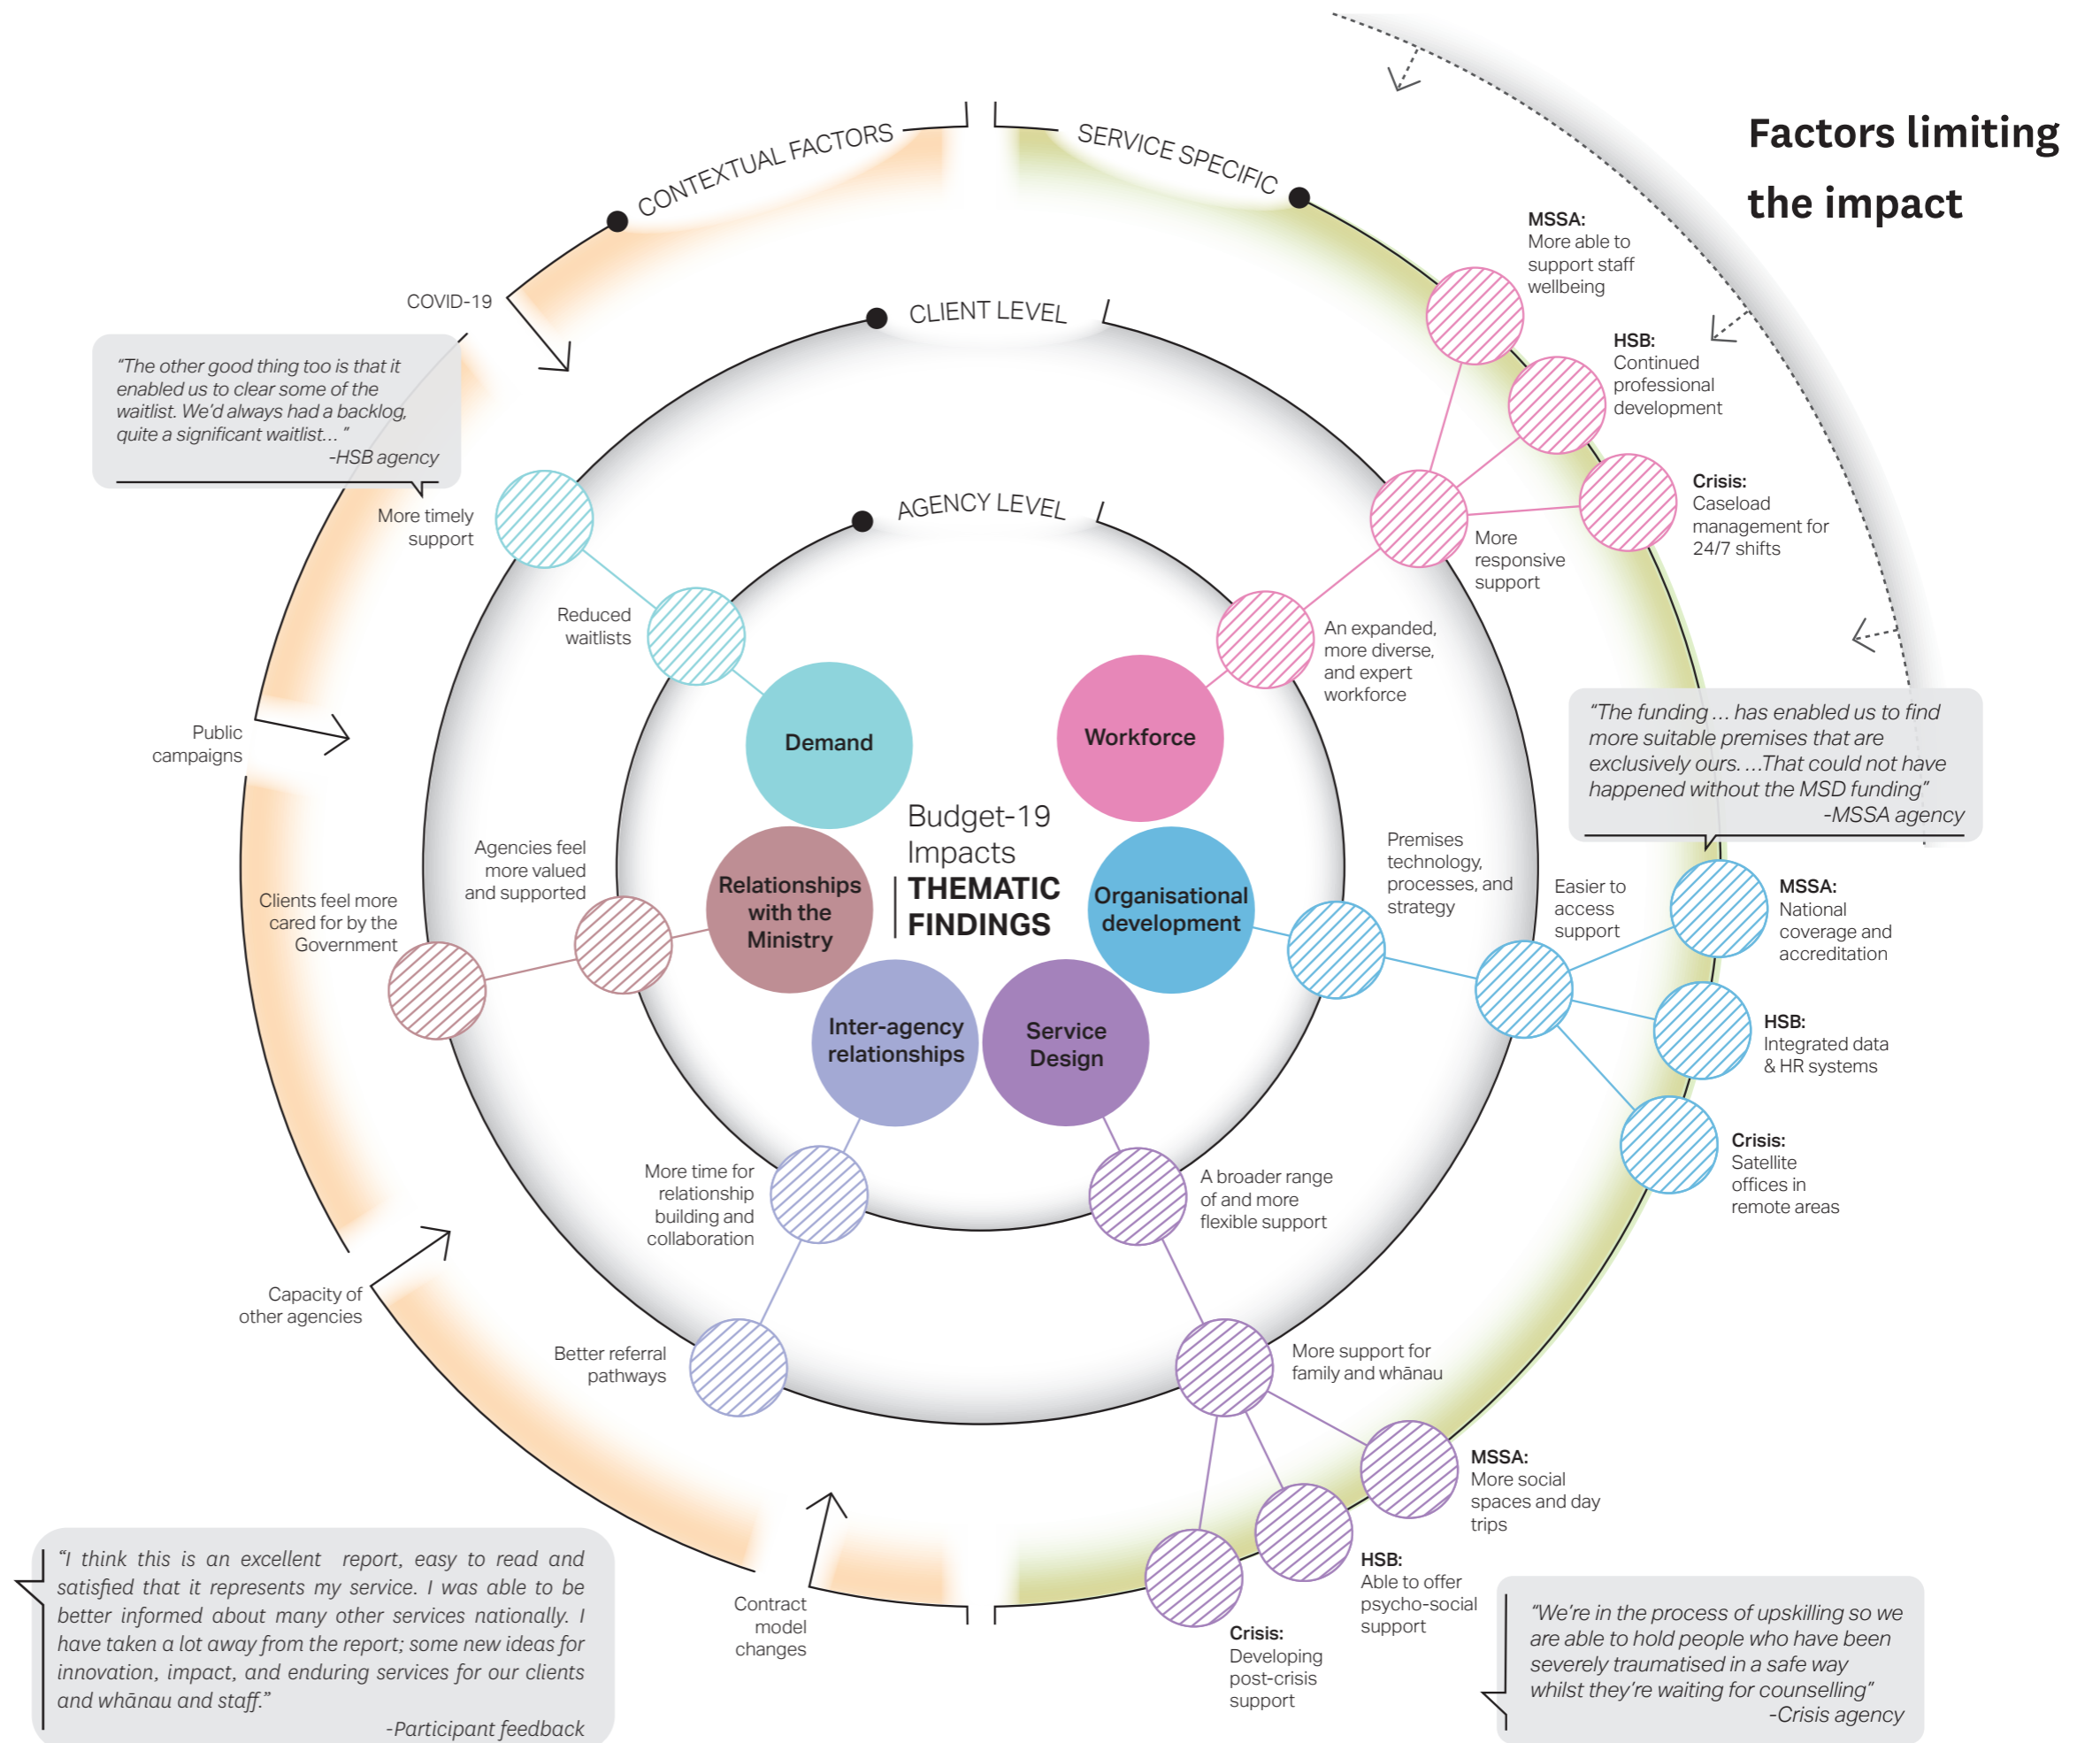 Factors limiting
the impact
CONTEXTUAL FACTORS
SERVICE SPECIFIC
CLIENT LEVEL
AGENCY LEVEL
COVID-19
Public
campaigns
Capacity of
other agencies
Contract
model
changes
“The other good thing too is that it
enabled us to clear some of the
waitlist. We’d always had a backlog,
quite a significant waitlist… ”
-HSB agency
More timely
support
Reduced
waitlists
Demand
Workforce
An expanded,
more diverse,
and expert
workforce
More
responsive
support
MSSA:
More able to
support staff
wellbeing
HSB:
Continued
professional
development
Crisis:
Caseload
management for
24/7 shifts
“The funding … has enabled us to find
more suitable premises that are
exclusively ours. …That could not have
happened without the MSD funding”
-MSSA agency
Budget-19
Impacts
THEMATIC
FINDINGS
Relationships
with the
Ministry
Agencies feel
more valued
and supported
Clients feel more
cared for by the
Government
Organisational
development
Premises
technology,
processes, and
strategy
Easier to
access
support
MSSA:
National
coverage and
accreditation
HSB:
Integrated data
& HR systems
Crisis:
Satellite
offices in
remote areas
Inter-agency
relationships
More time for
relationship
building and
collaboration
Better referral
pathways
Service
Design
A broader range
of and more
flexible support
More support for
family and whānau
MSSA:
More social
spaces and day
trips
HSB:
Able to offer
psycho-social
support
Crisis:
Developing
post-crisis
support
“I think this is an excellent report, easy to read and
satisfied that it represents my service. I was able to be
better informed about many other services nationally. I
have taken a lot away from the report; some new ideas for
innovation, impact, and enduring services for our clients
and whānau and staff.”
-Participant feedback
“We’re in the process of upskilling so we
are able to hold people who have been
severely traumatised in a safe way
whilst they’re waiting for counselling”
-Crisis agency